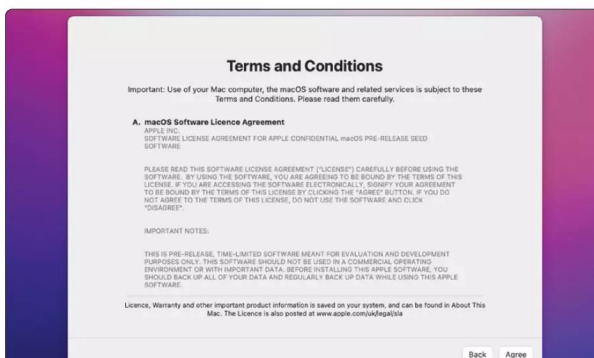 Terms and Conditions
Important: Use of your Mac computer, the macOS software and related services is subject to these
Terms and Conditions. Please read them carefully.
A. macOS Software Licence Agreement
APPLE INC.
SOFTWARE LICENSE AGREEMENT FOR APPLE CONFIDENTIAL macOS PRE-RELEASE SEED
SOFTWARE
PLEASE READ THIS SOFTWARE LICENSE AGREEMENT ("LICENSE") CAREFULLY BEFORE USING THE
SOFTWARE. BY USING THE SOFTWARE, YOU ARE AGREEING TO BE BOUND BY THE TERMS OF THIS
LICENSE. IF YOU ARE ACCESSING THE SOFTWARE ELECTRONICALLY, SIGNIFY YOUR AGREEMENT
TO BE BOUND BY THE TERMS OF THIS LICENSE BY CLICKING THE "AGREE" BUTTON. IF YOU DO
NOT AGREE TO THE TERMS OF THIS LICENSE, DO NOT USE THE SOFTWARE AND CLICK
"DISAGREE".
IMPORTANT NOTES:
THIS IS PRE-RELEASE, TIME-LIMITED SOFTWARE MEANT FOR EVALUATION AND DEVELOPMENT
PURPOSES ONLY. THIS SOFTWARE SHOULD NOT BE USED IN A COMMERCIAL OPERATING
ENVIRONMENT OR WITH IMPORTANT DATA. BEFORE INSTALLING THIS APPLE SOFTWARE, YOU
SHOULD BACK UP ALL OF YOUR DATA AND REGULARLY BACK UP DATA WHILE USING THIS APPLE
SOFTWARE.
Licence, Warranty and other important product information is saved on your system, and can be found in About This
Mac. The Licence is also posted at www.apple.com/uk/legal/sla
Back Agree